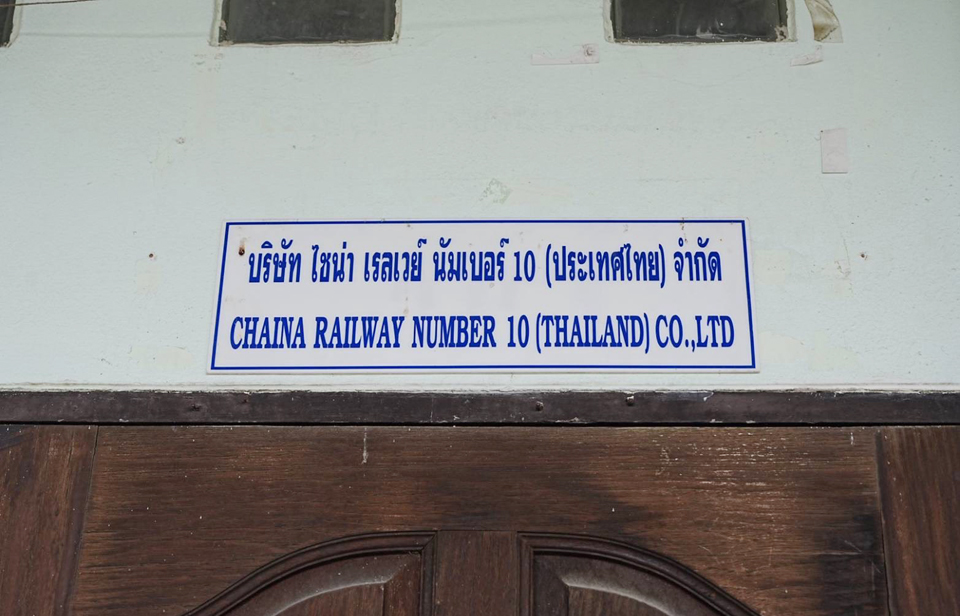 บริษัท ไชน่า เรลเวย์ นัมเบอร์ 10 (ประเทศไทย) จำกัด
CHAINA RAILWAY NUMBER 10 (THAILAND) CO.,LTD